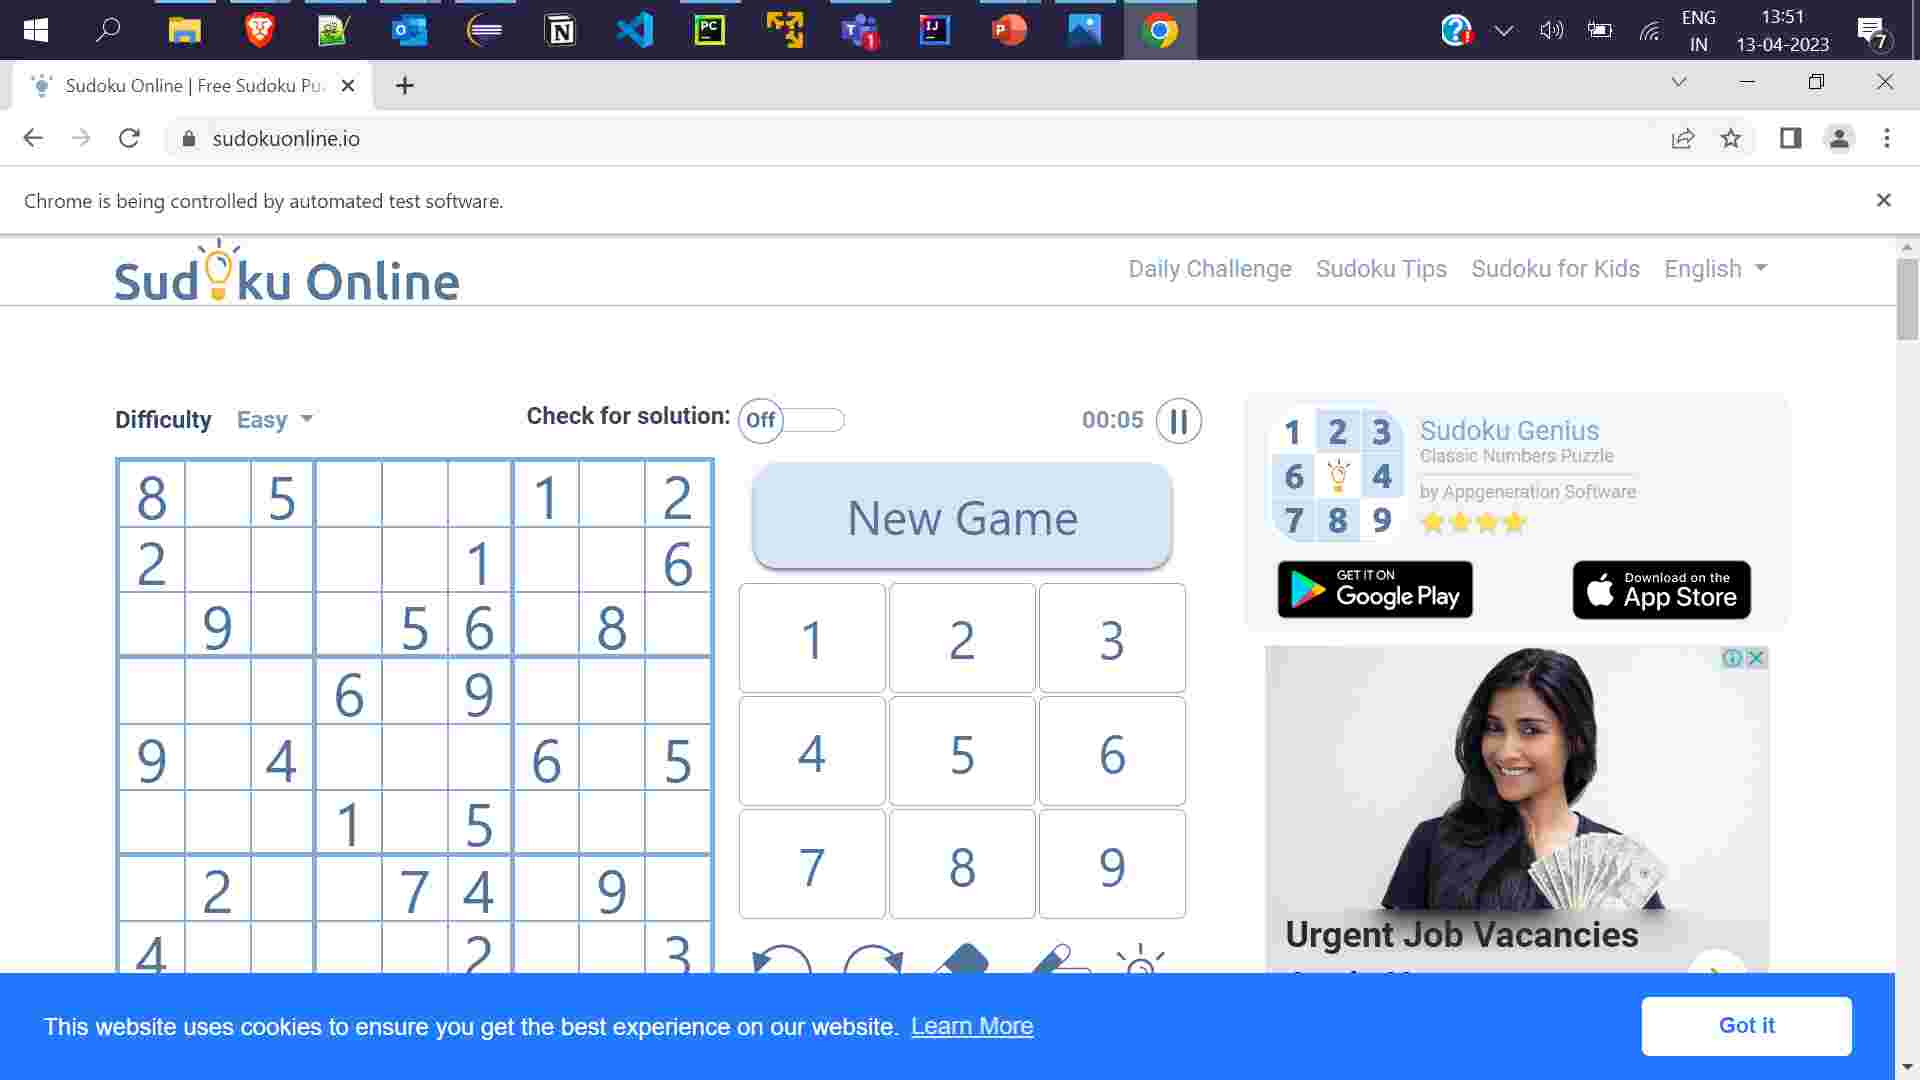 ENG
IN
13:51
13-04-2023
7
Sudoku Online | Free Sudoku Pu
sudokuonline.io
Chrome is being controlled by automated test software.
Sudoku Online
Daily Challenge Sudoku Tips Sudoku for Kids English
Difficulty Easy
Check for solution: Off
00:05
8 5 1 2
2 1 6
9 5 6 8
6 9
9 4 6 5
1 5
2 7 4 9
4 2 3
New Game
1 2 3
4 5 6
7 8 9
1 2 3
6 4
7 8 9
Sudoku Genius
Classic Numbers Puzzle
by Appgeneration Software
GET IT ON
Google Play
Download on the
App Store
Urgent Job Vacancies
This website uses cookies to ensure you get the best experience on our website. Learn More
Got it